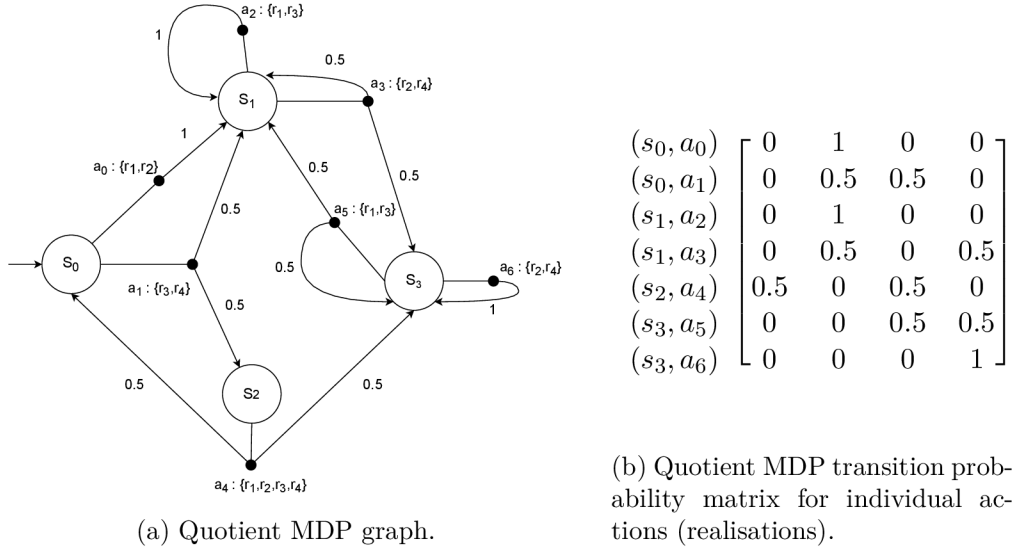 a₂ : {r₁,r₃}
1
0.5
a₃ : {r₂,r₄}
S₁
1
a₀ : {r₁,r₂}
0.5
0.5
a₅ : {r₁,r₃}
0.5
S₀
0.5
S₃
a₆ : {r₂,r₄}
a₁ : {r₃,r₄}
0.5
1
S2
0.5
0.5
a₄ : {r₁,r₂,r₃,r₄}
(a) Quotient MDP graph.
(s₀, a₀) 0 1 0 0
(s₀, a₁) 0 0.5 0.5 0
(s₁, a₂) 0 1 0 0
(s₁, a₃) 0 0.5 0 0.5
(s₂, a₄) 0.5 0 0.5 0
(s₃, a₅) 0 0 0.5 0.5
(s₃, a₆) 0 0 0 1
(b) Quotient MDP transition prob-
ability matrix for individual ac-
tions (realisations).